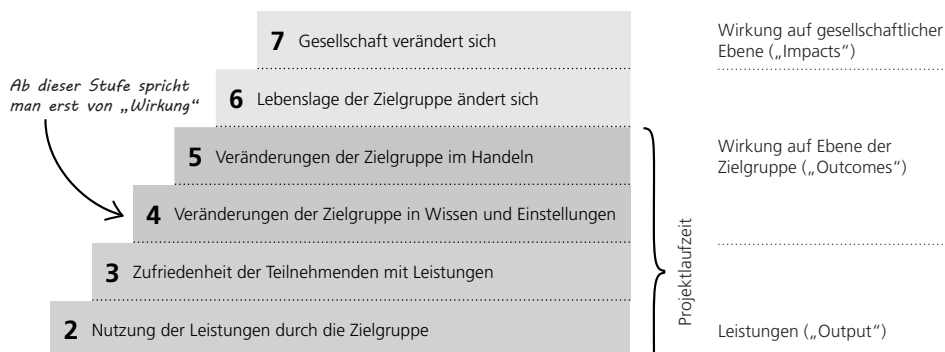 7 Gesellschaft verändert sich
Wirkung auf gesellschaftlicher
Ebene („Impacts“)
Ab dieser Stufe spricht
man erst von „Wirkung“
6 Lebenslage der Zielgruppe ändert sich
5 Veränderungen der Zielgruppe im Handeln
Wirkung auf Ebene der
Zielgruppe („Outcomes“)
4 Veränderungen der Zielgruppe in Wissen und Einstellungen
3 Zufriedenheit der Teilnehmenden mit Leistungen
Projektlaufzeit
2 Nutzung der Leistungen durch die Zielgruppe
Leistungen („Output“)